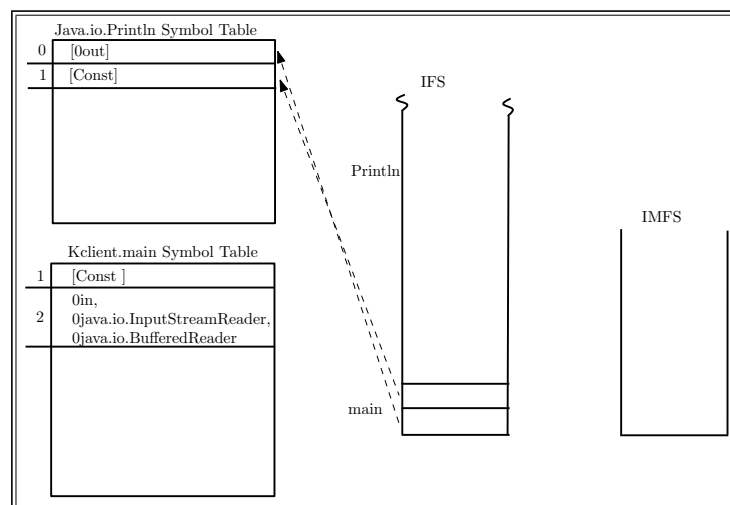 Java.io.Println Symbol Table
0 [0out]
1 [Const]
IFS
Println
IMFS
Kclient.main Symbol Table
1 [Const ]
0in,
2 0java.io.InputStreamReader,
0java.io.BufferedReader
main